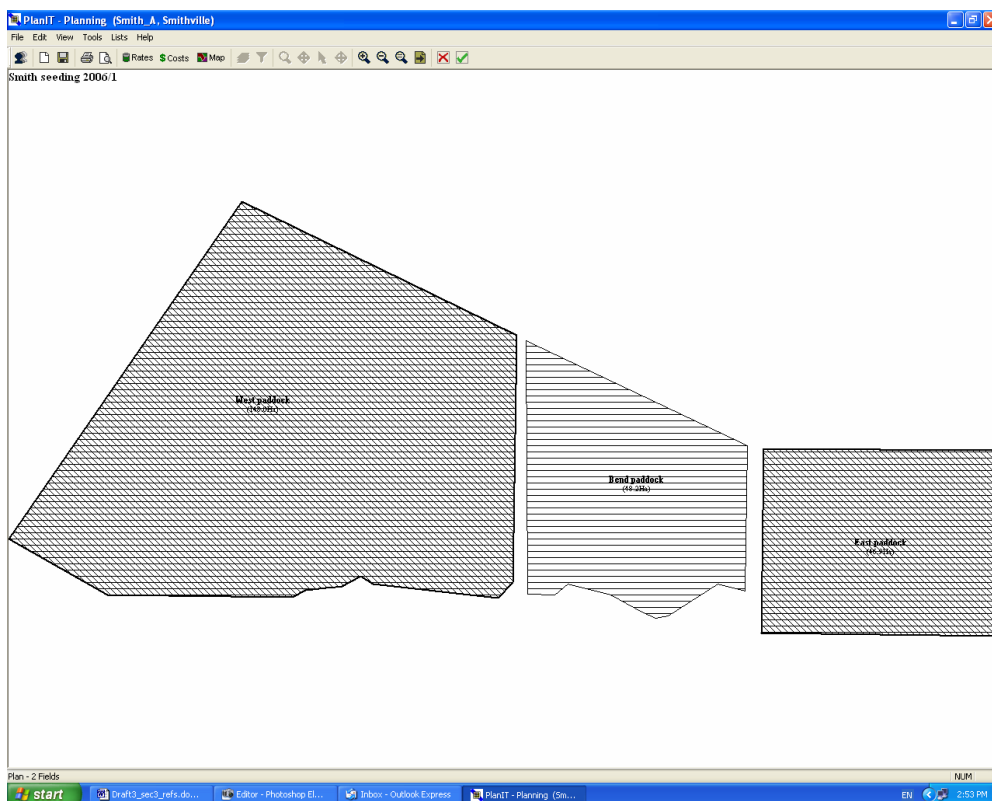 PlanIT - Planning (Smith_A, Smithville)
File Edit View Tools Lists Help
Rates $ Costs Map
Smith seeding 2006/1
West paddock
(148.0Ha)
Bend paddock
(48.2Ha)
East paddock
Plan - 2 Fields
NUM
start Draft3_sec3_refs.do... Editor - Photoshop El... Inbox - Outlook Express PlanIT - Planning (Sm... EN 2:53 PM